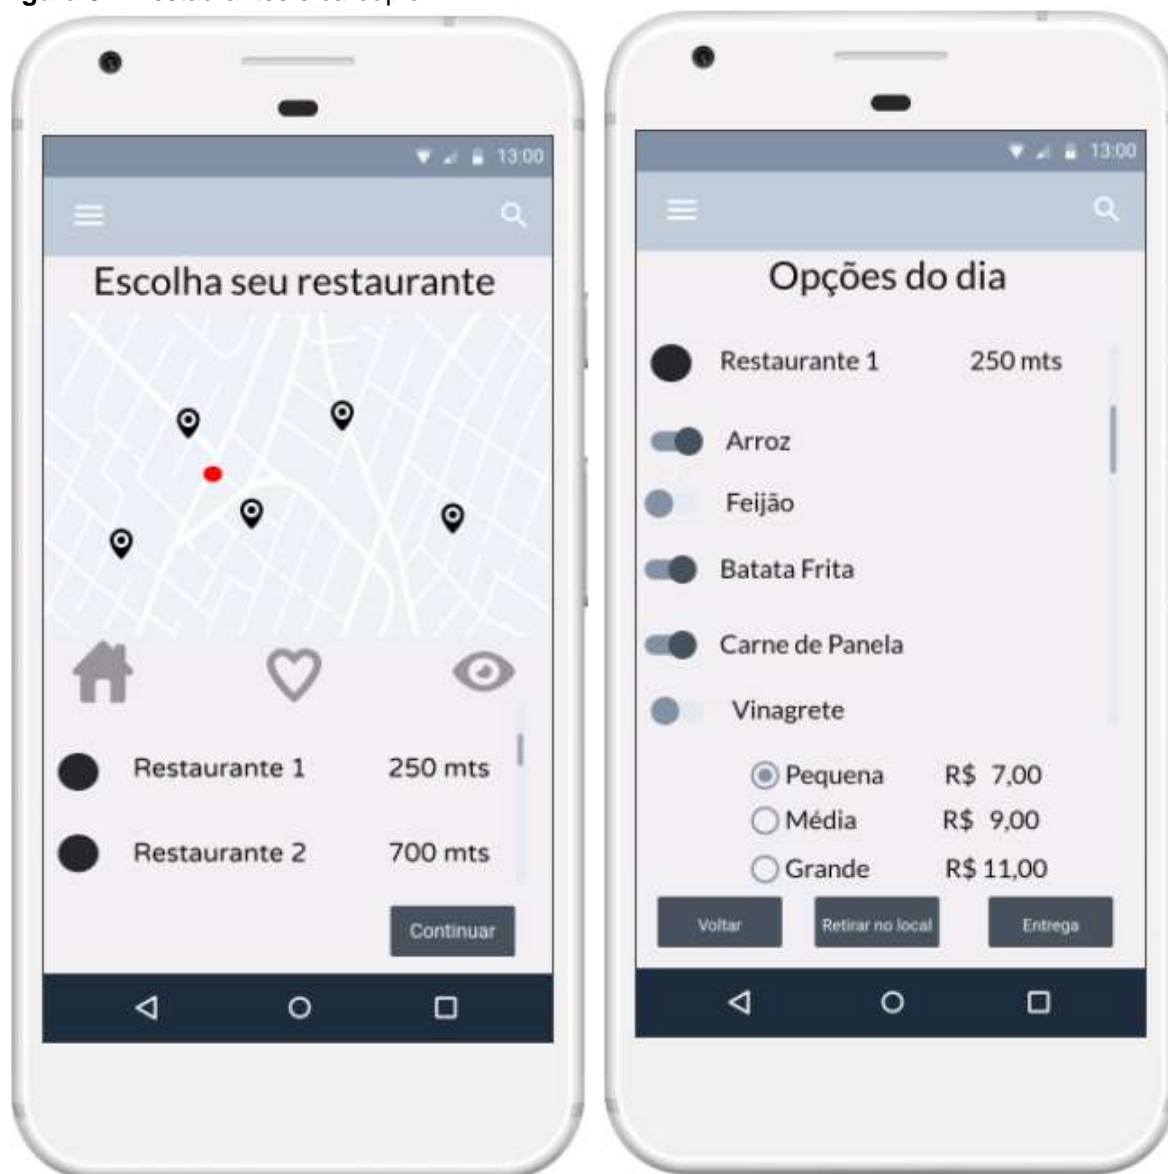 13:00
Escolha seu restaurante
Restaurante 1 250 mts
Restaurante 2 700 mts
Continuar
13:00
Opções do dia
Restaurante 1 250 mts
Arroz
Feijão
Batata Frita
Carne de Panela
Vinagrete
Pequena R$ 7,00
Média R$ 9,00
Grande R$ 11,00
Voltar Retirar no local Entrega